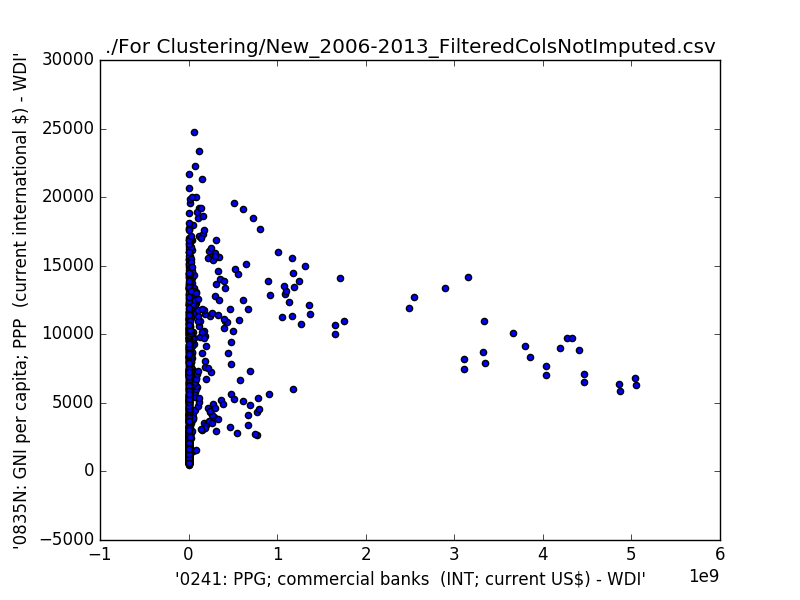 ./For Clustering/New_2006-2013_FilteredColsNotImputed.csv
30000
25000
20000
15000
10000
5000
0
−5000
'0835N: GNI per capita; PPP  (current international $) - WDI'
−1 0 1 2 3 4 5 6
1e9
'0241: PPG; commercial banks  (INT; current US$) - WDI'